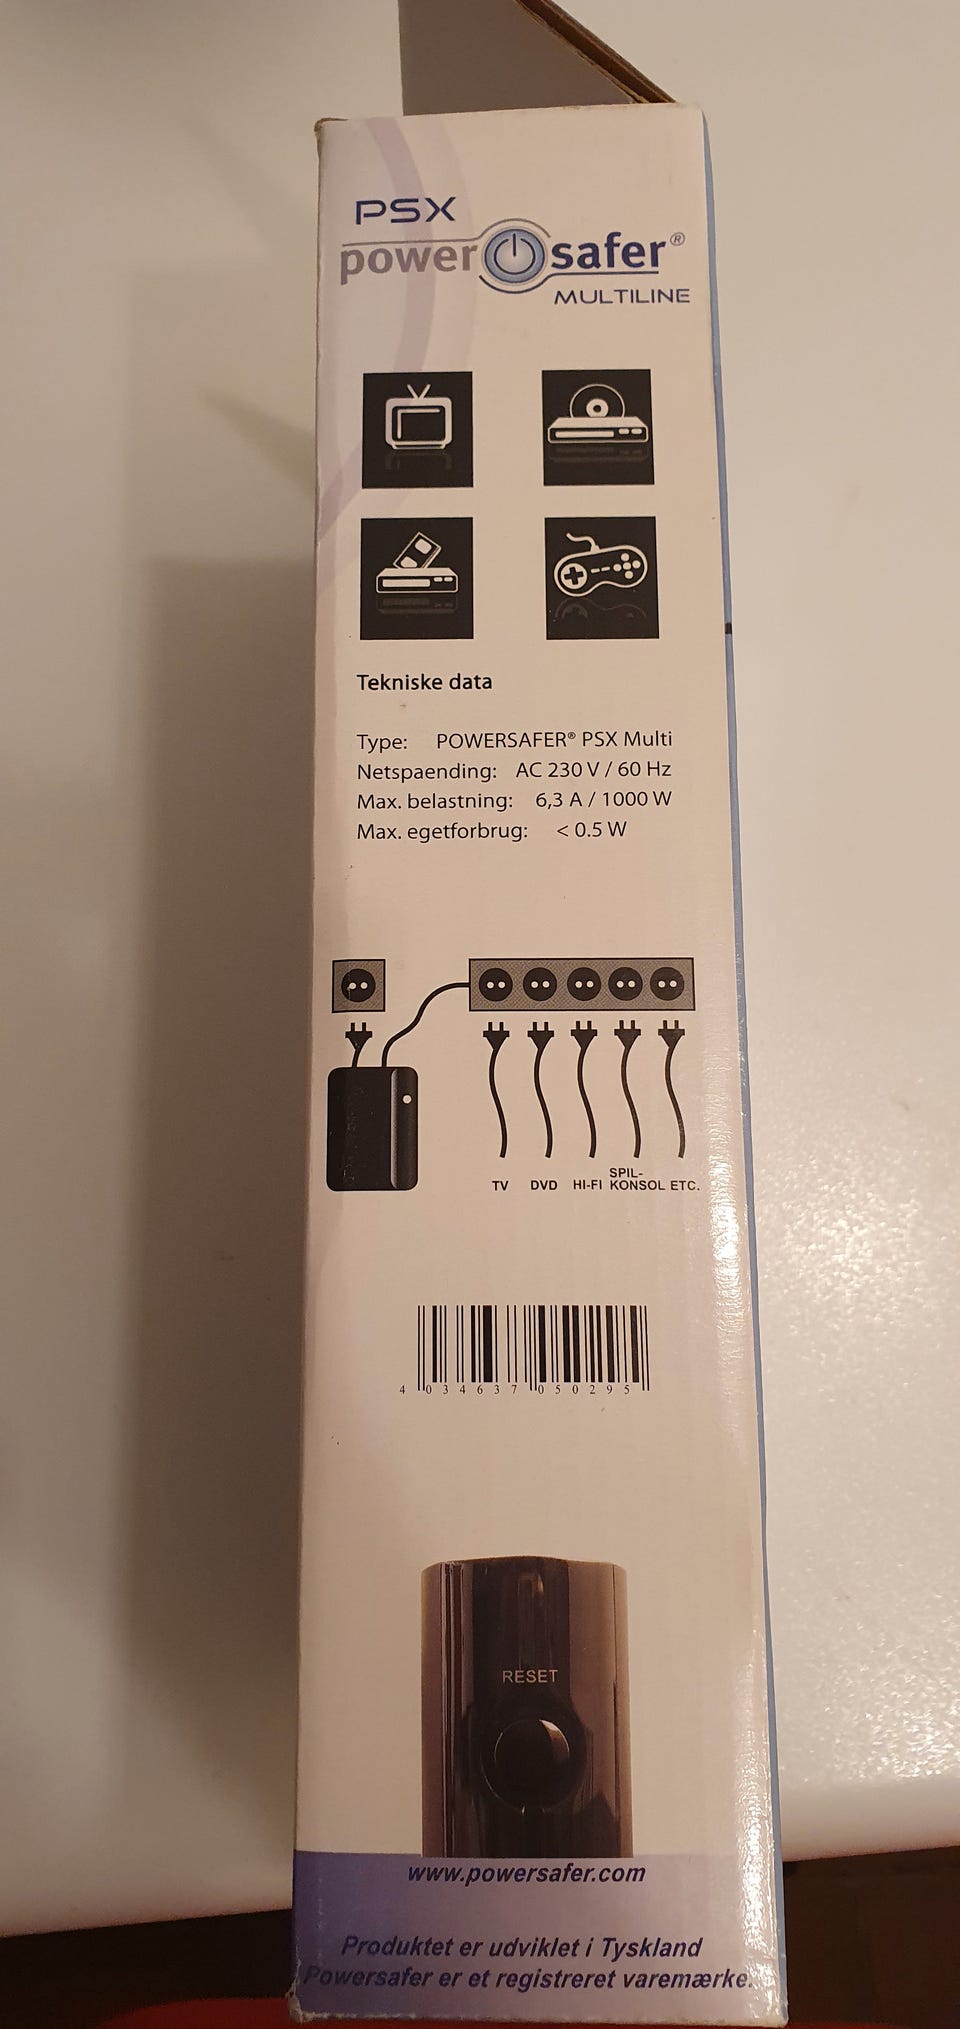 PSX
power safer®
MULTILINE
Tekniske data
Type: POWERSAFER® PSX Multi
Netspaending: AC 230 V / 60 Hz
Max. belastning: 6,3 A / 1000 W
Max. egetforbrug: < 0.5 W
TV DVD HI-FI SPIL-
KONSOL ETC.
4 034637 050295
RESET
www.powersafer.com
Produktet er udviklet i Tyskland
Powersafer er et registreret varemærke.